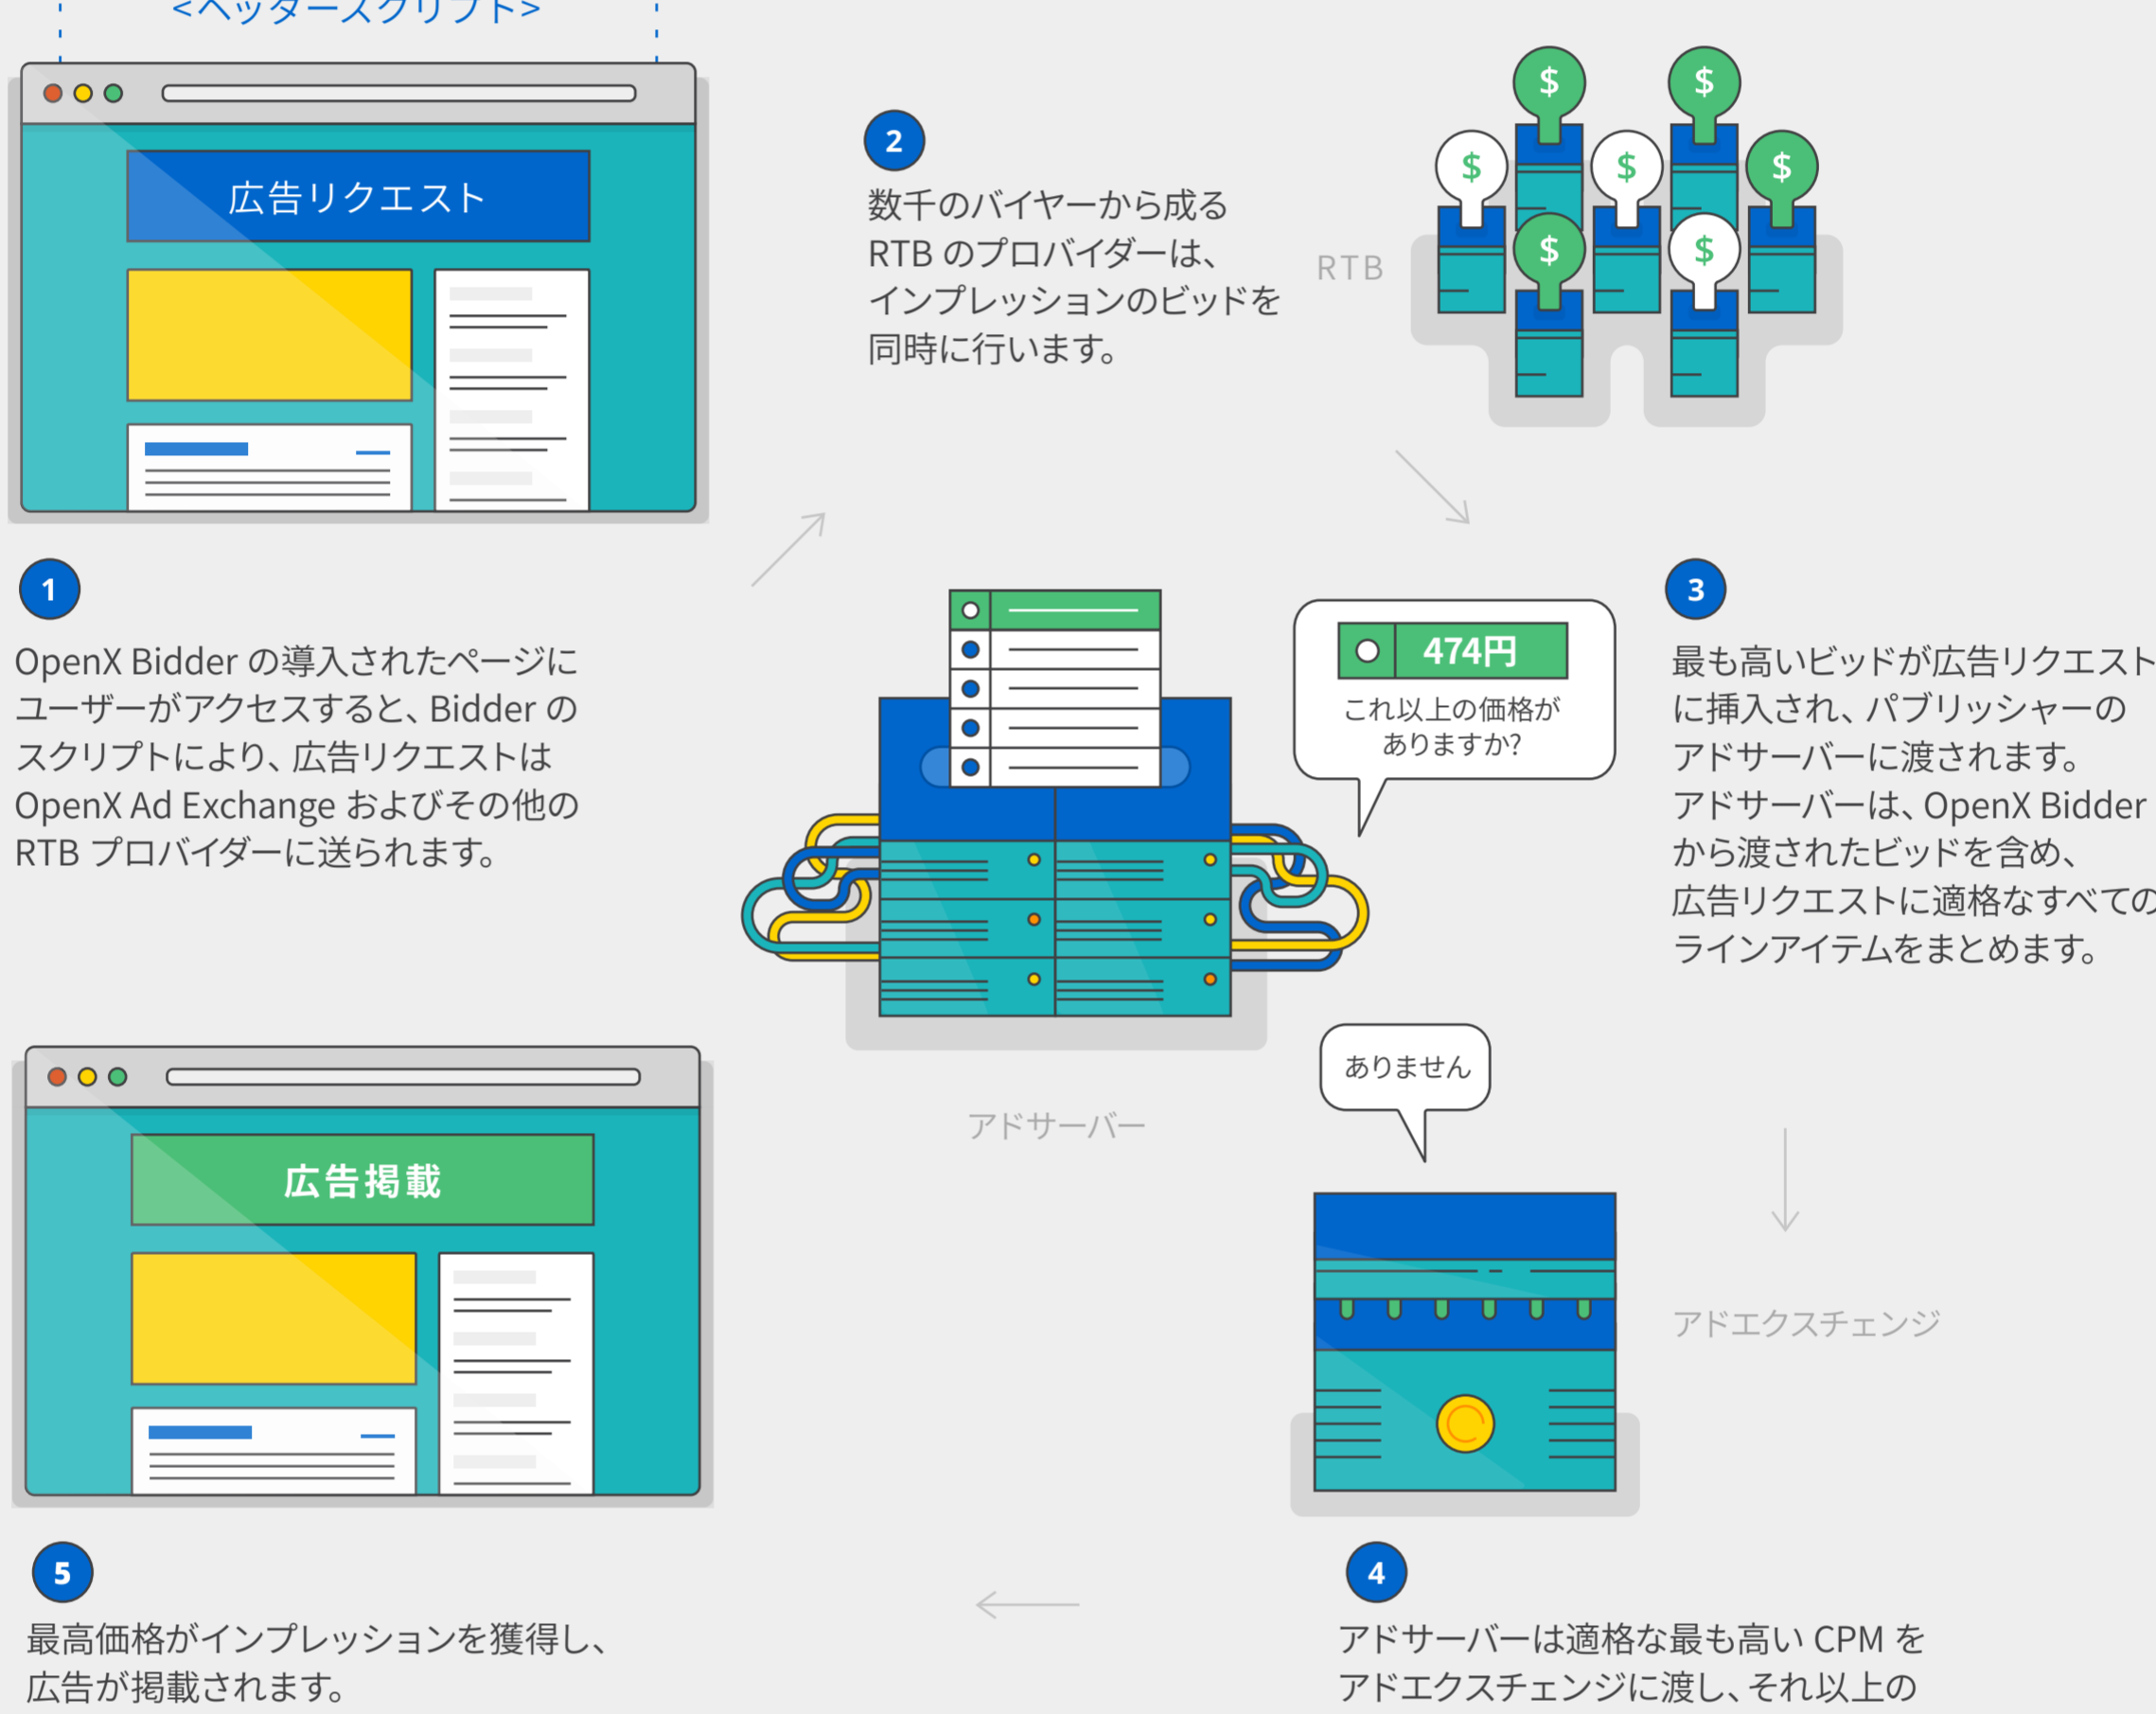 <ヘッダースクリプト>
広告リクエスト
1
OpenX Bidder の導入されたページに
ユーザーがアクセスすると、Bidder の
スクリプトにより、広告リクエストは
OpenX Ad Exchange およびその他の
RTB プロバイダーに送られます。
2
数千のバイヤーから成る
RTB のプロバイダーは、
インプレッションのビッドを
同時に行います。
RTB
$
$
$
$
$
$
$
3
最も高いビッドが広告リクエスト
に挿入され、パブリッシャーの
アドサーバーに渡されます。
アドサーバーは、OpenX Bidder
から渡されたビッドを含め、
広告リクエストに適格なすべての
ラインアイテムをまとめます。
474円
これ以上の価格が
ありますか?
アドサーバー
ありません
アドエクスチェンジ
4
アドサーバーは適格な最も高い CPM を
アドエクスチェンジに渡し、それ以上の
広告掲載
5
最高価格がインプレッションを獲得し、
広告が掲載されます。